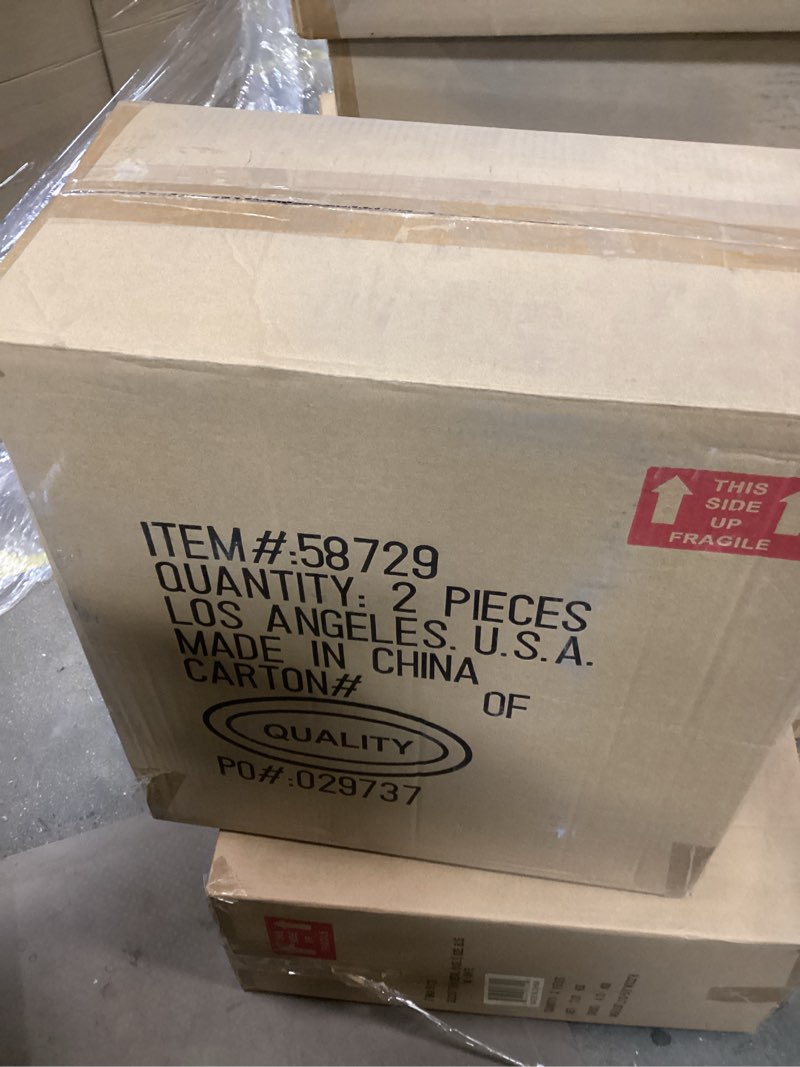 ITEM#:58729
QUANTITY: 2 PIECES
LOS ANGELES. U.S.A.
MADE IN CHINA
CARTON# OF
QUALITY
PO#:029737
THIS
SIDE
UP
FRAGILE